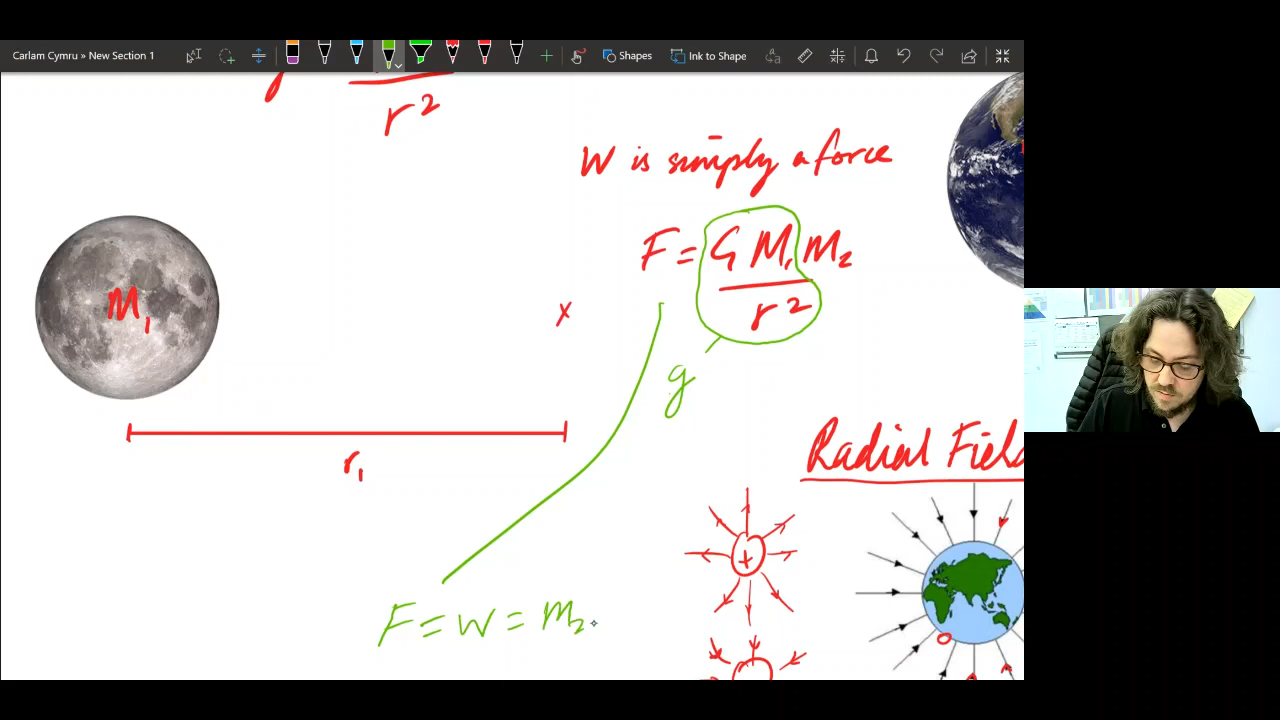 Carlam Cymru » New Section 1
Shapes
Ink to Shape
r²
W is simply a force
F = G M₁ M₂
r²
M₁
x
g
r₁
Radial Fiel
+
F = W = M₂